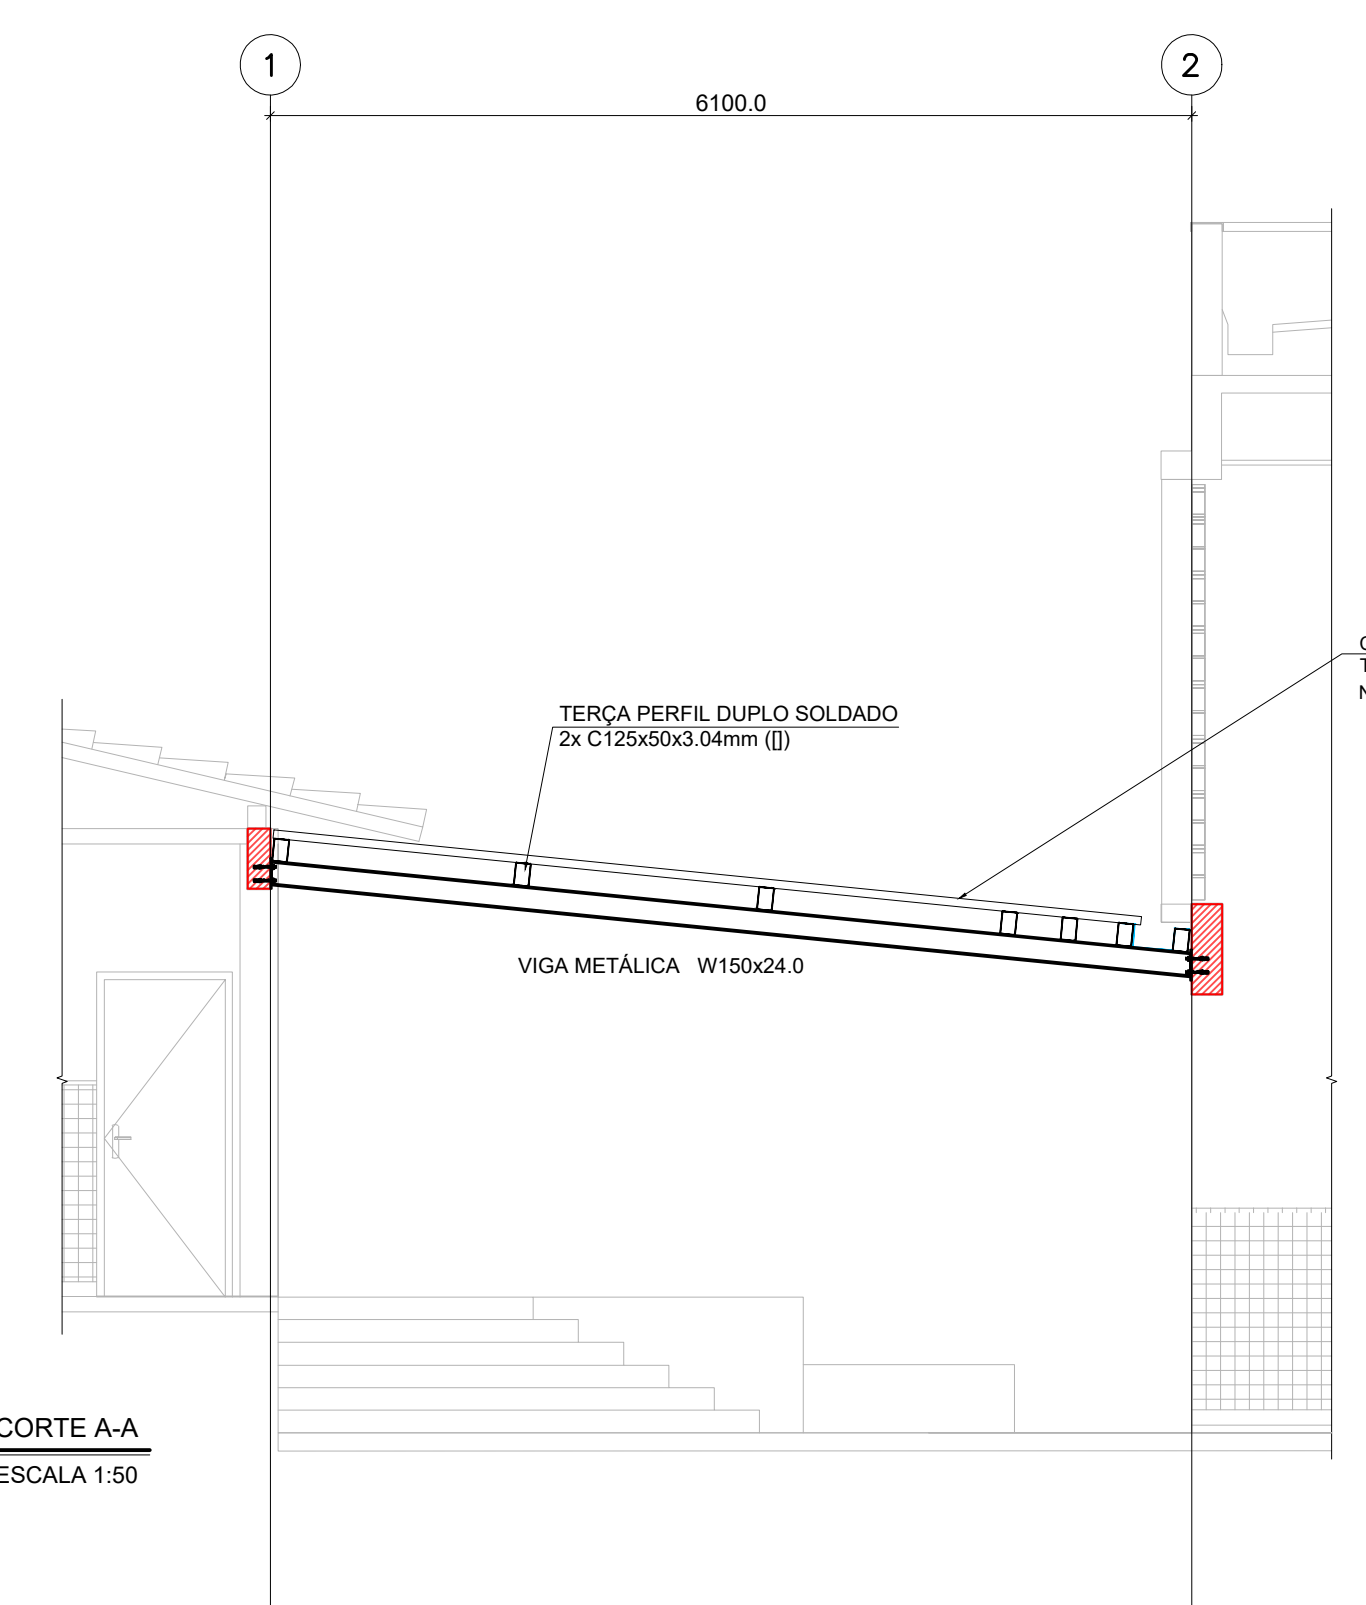 1
2
6100.0
TERÇA PERFIL DUPLO SOLDADO
2x C125x50x3.04mm ([])
VIGA METÁLICA W150x24.0
CORTE A-A
ESCALA 1:50